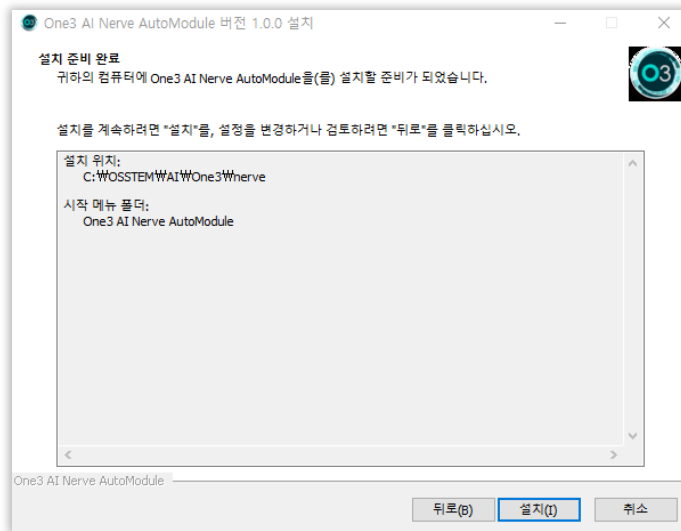 One3 AI Nerve AutoModule 버전 1.0.0 설치
설치 준비 완료
귀하의 컴퓨터에 One3 AI Nerve AutoModule을(를) 설치할 준비가 되었습니다.
O3
설치를 계속하려면 "설치"를, 설정을 변경하거나 검토하려면 "뒤로"를 클릭하십시오.
설치 위치:
C:₩OSSTEM₩AI₩One3₩nerve
시작 메뉴 폴더:
One3 AI Nerve AutoModule
One3 AI Nerve AutoModule
뒤로(B) 설치(I) 취소